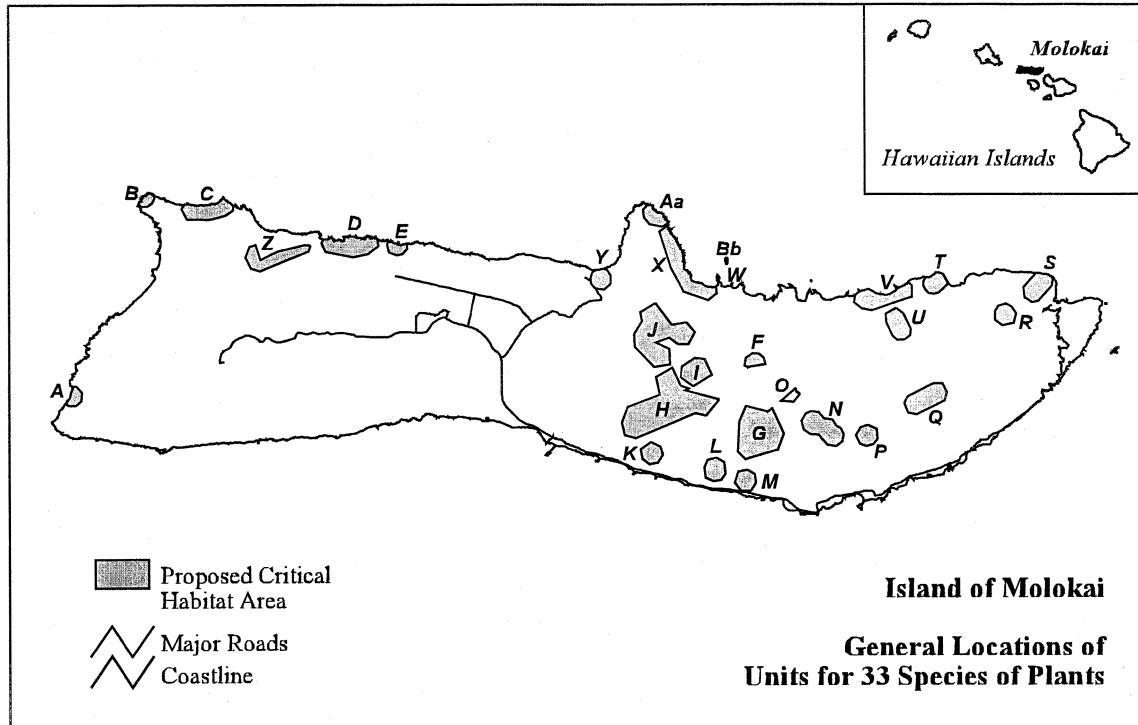 Molokai
Hawaiian Islands
B
C
D
E
Z
Y
Aa
X
Bb
W
V
T
S
U
R
J
F
I
A
O
H
N
Q
G
P
K
L
M
Proposed Critical
Habitat Area
Major Roads
Coastline
Island of Molokai
General Locations of
Units for 33 Species of Plants